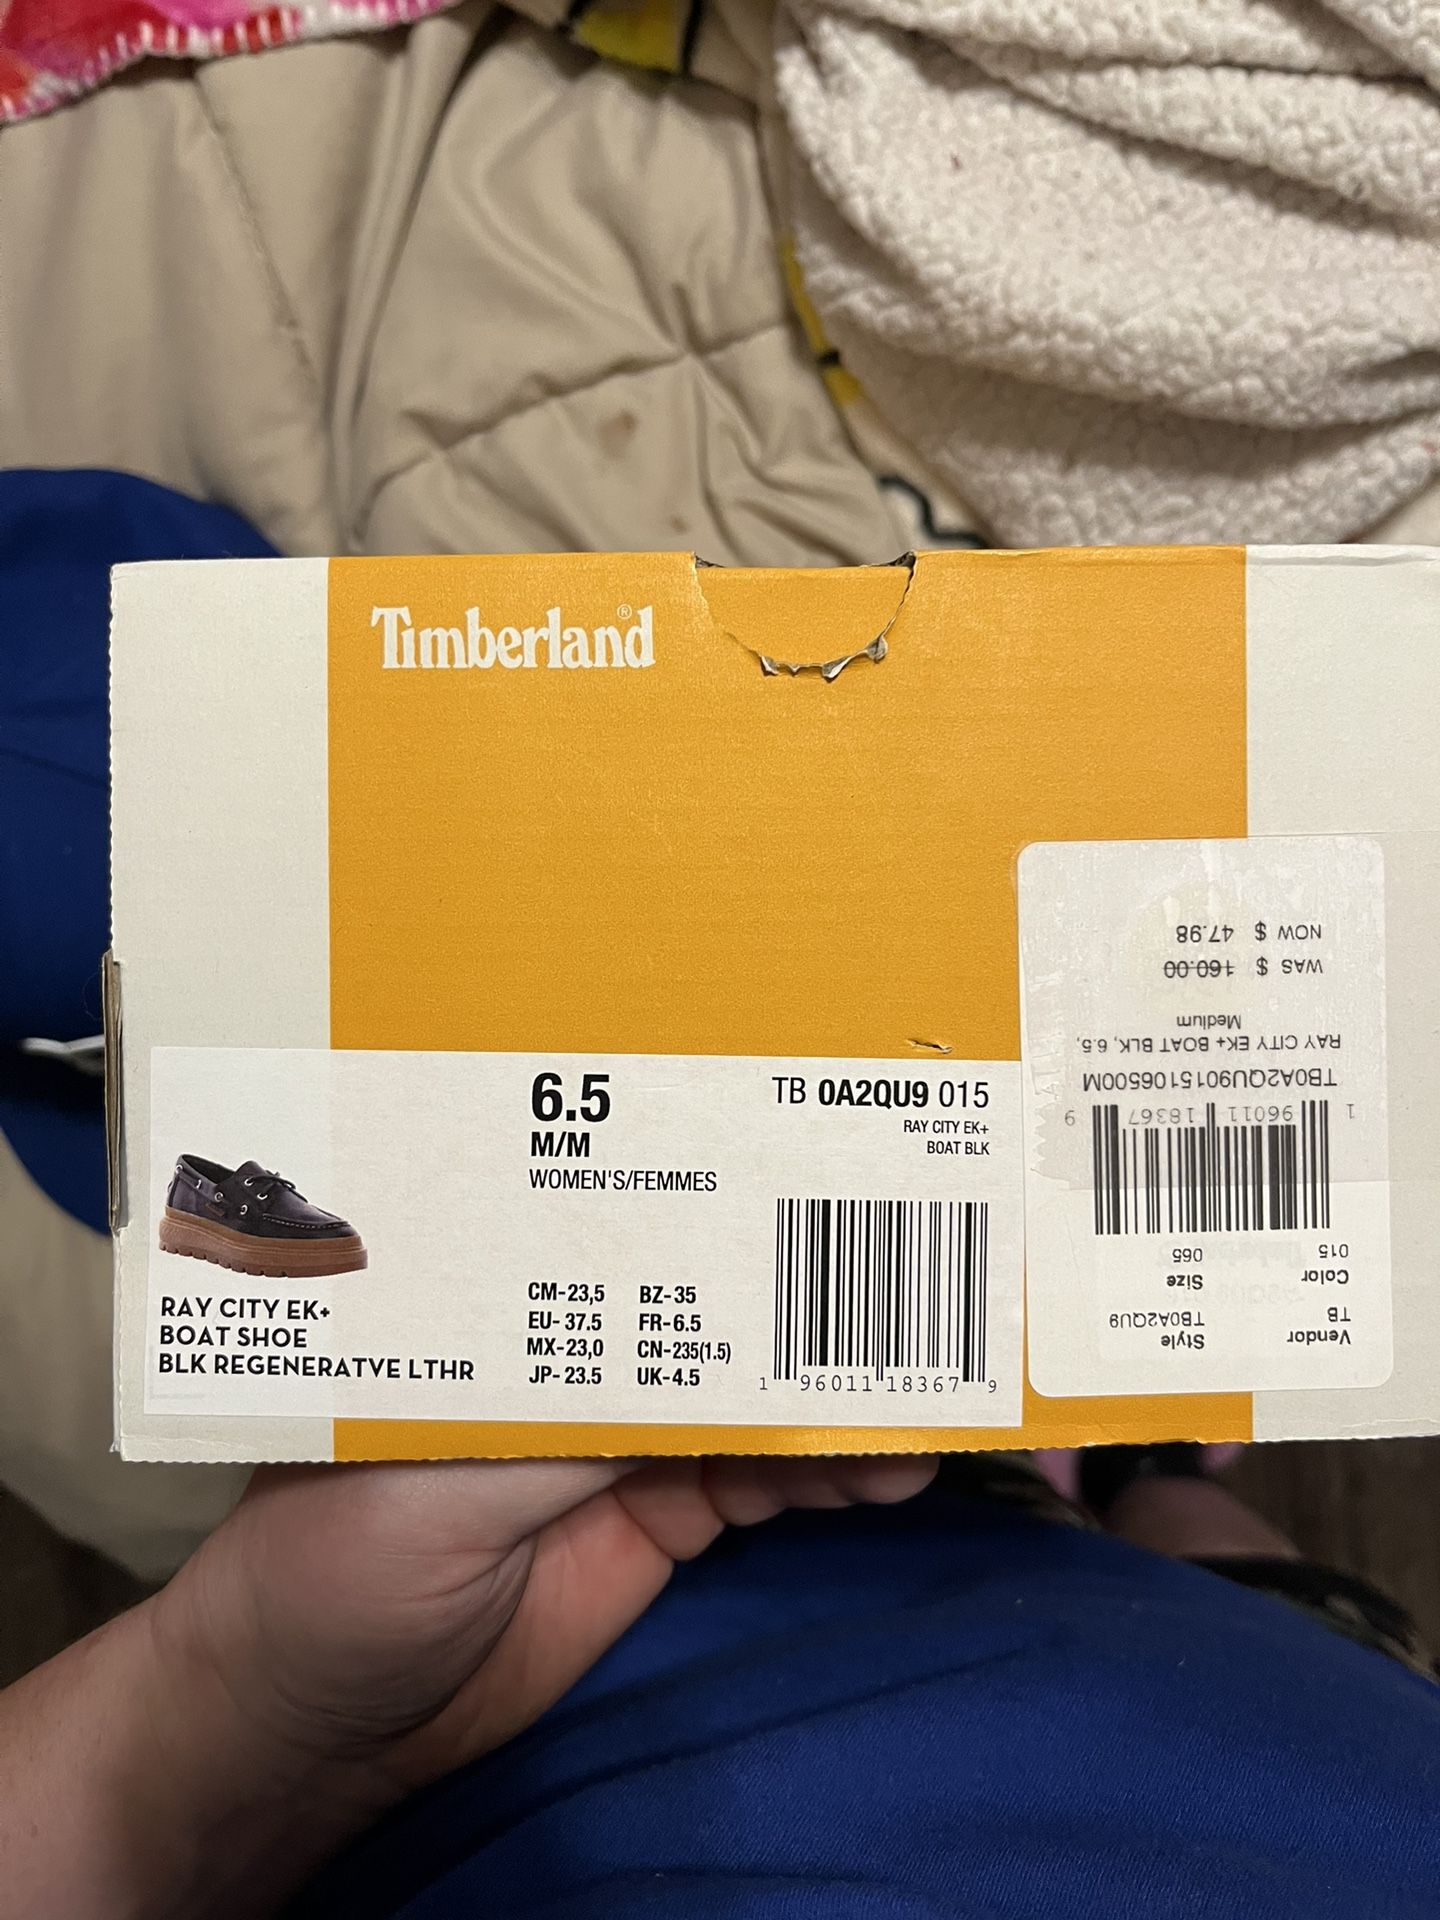 Timberland®
6.5
M/M
WOMEN'S/FEMMES
TB 0A2QU9 015
RAY CITY EK+
BOAT BLK
RAY CITY EK+
BOAT SHOE
BLK REGENERATVE LTHR
CM-23,5 BZ-35
EU- 37.5 FR-6.5
MX-23,0 CN-235(1.5)
JP- 23.5 UK-4.5
1 96011 18367 9
Vendor Style
TB TB0A2QU9
Color Size
015 065
1 96011 18367 9
TB0A2QU9015106500M
RAY CITY EK+ BOAT BLK, 6.5,
Medium
WAS $ 160.00
NOW $ 47.98